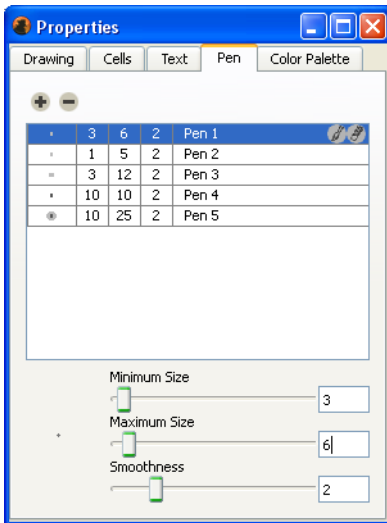 Properties
Drawing Cells Text Pen Color Palette
3 6 2 Pen 1
1 5 2 Pen 2
3 12 2 Pen 3
10 10 2 Pen 4
10 25 2 Pen 5
Minimum Size
3
Maximum Size
6
Smoothness
2